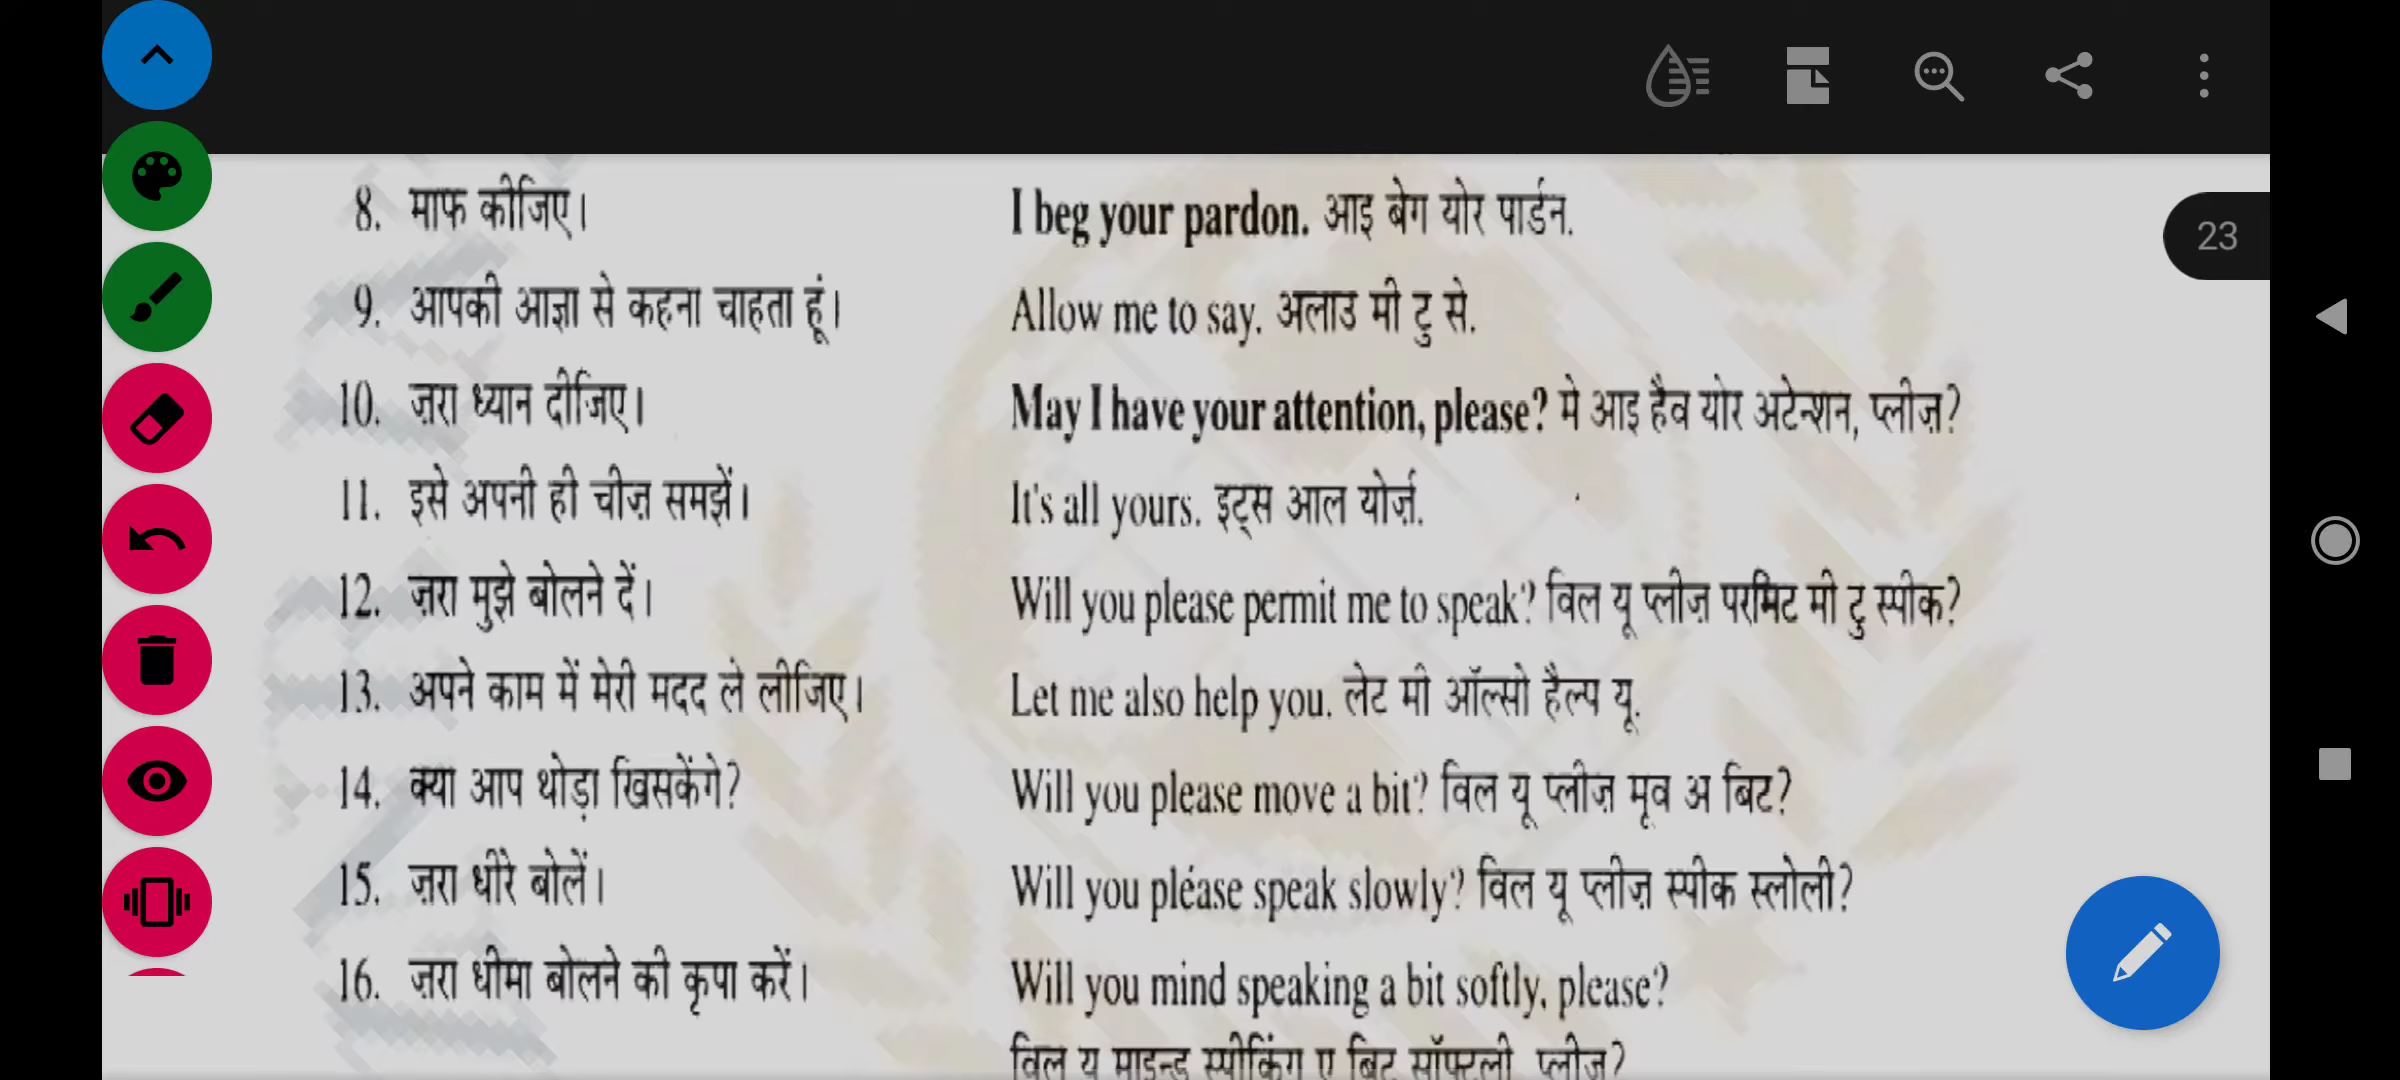 23
8. माफ कीजिए। I beg your pardon. आइ बेग योर पार्डन.
9. आपकी आज्ञा से कहना चाहता हूं। Allow me to say. अलाउ मी टु से.
10. ज़रा ध्यान दीजिए। May I have your attention, please? मे आइ हैव योर अटेन्शन, प्लीज़?
11. इसे अपनी ही चीज़ समझें। It's all yours. इट्स आल योर्ज़.
12. ज़रा मुझे बोलने दें। Will you please permit me to speak? विल यू प्लीज़ परमिट मी टु स्पीक?
13. अपने काम में मेरी मदद ले लीजिए। Let me also help you. लेट मी ऑल्सो हैल्प यू.
14. क्या आप थोड़ा खिसकेंगे? Will you please move a bit? विल यू प्लीज़ मूव अ बिट?
15. ज़रा धीरे बोलें। Will you pléase speak slowly? विल यू प्लीज़ स्पीक स्लोली?
16. ज़रा धीमा बोलने की कृपा करें। Will you mind speaking a bit softly, please?
विल यू माइन्ड स्पीकिंग ए बिट सॉफ्टली, प्लीज़?